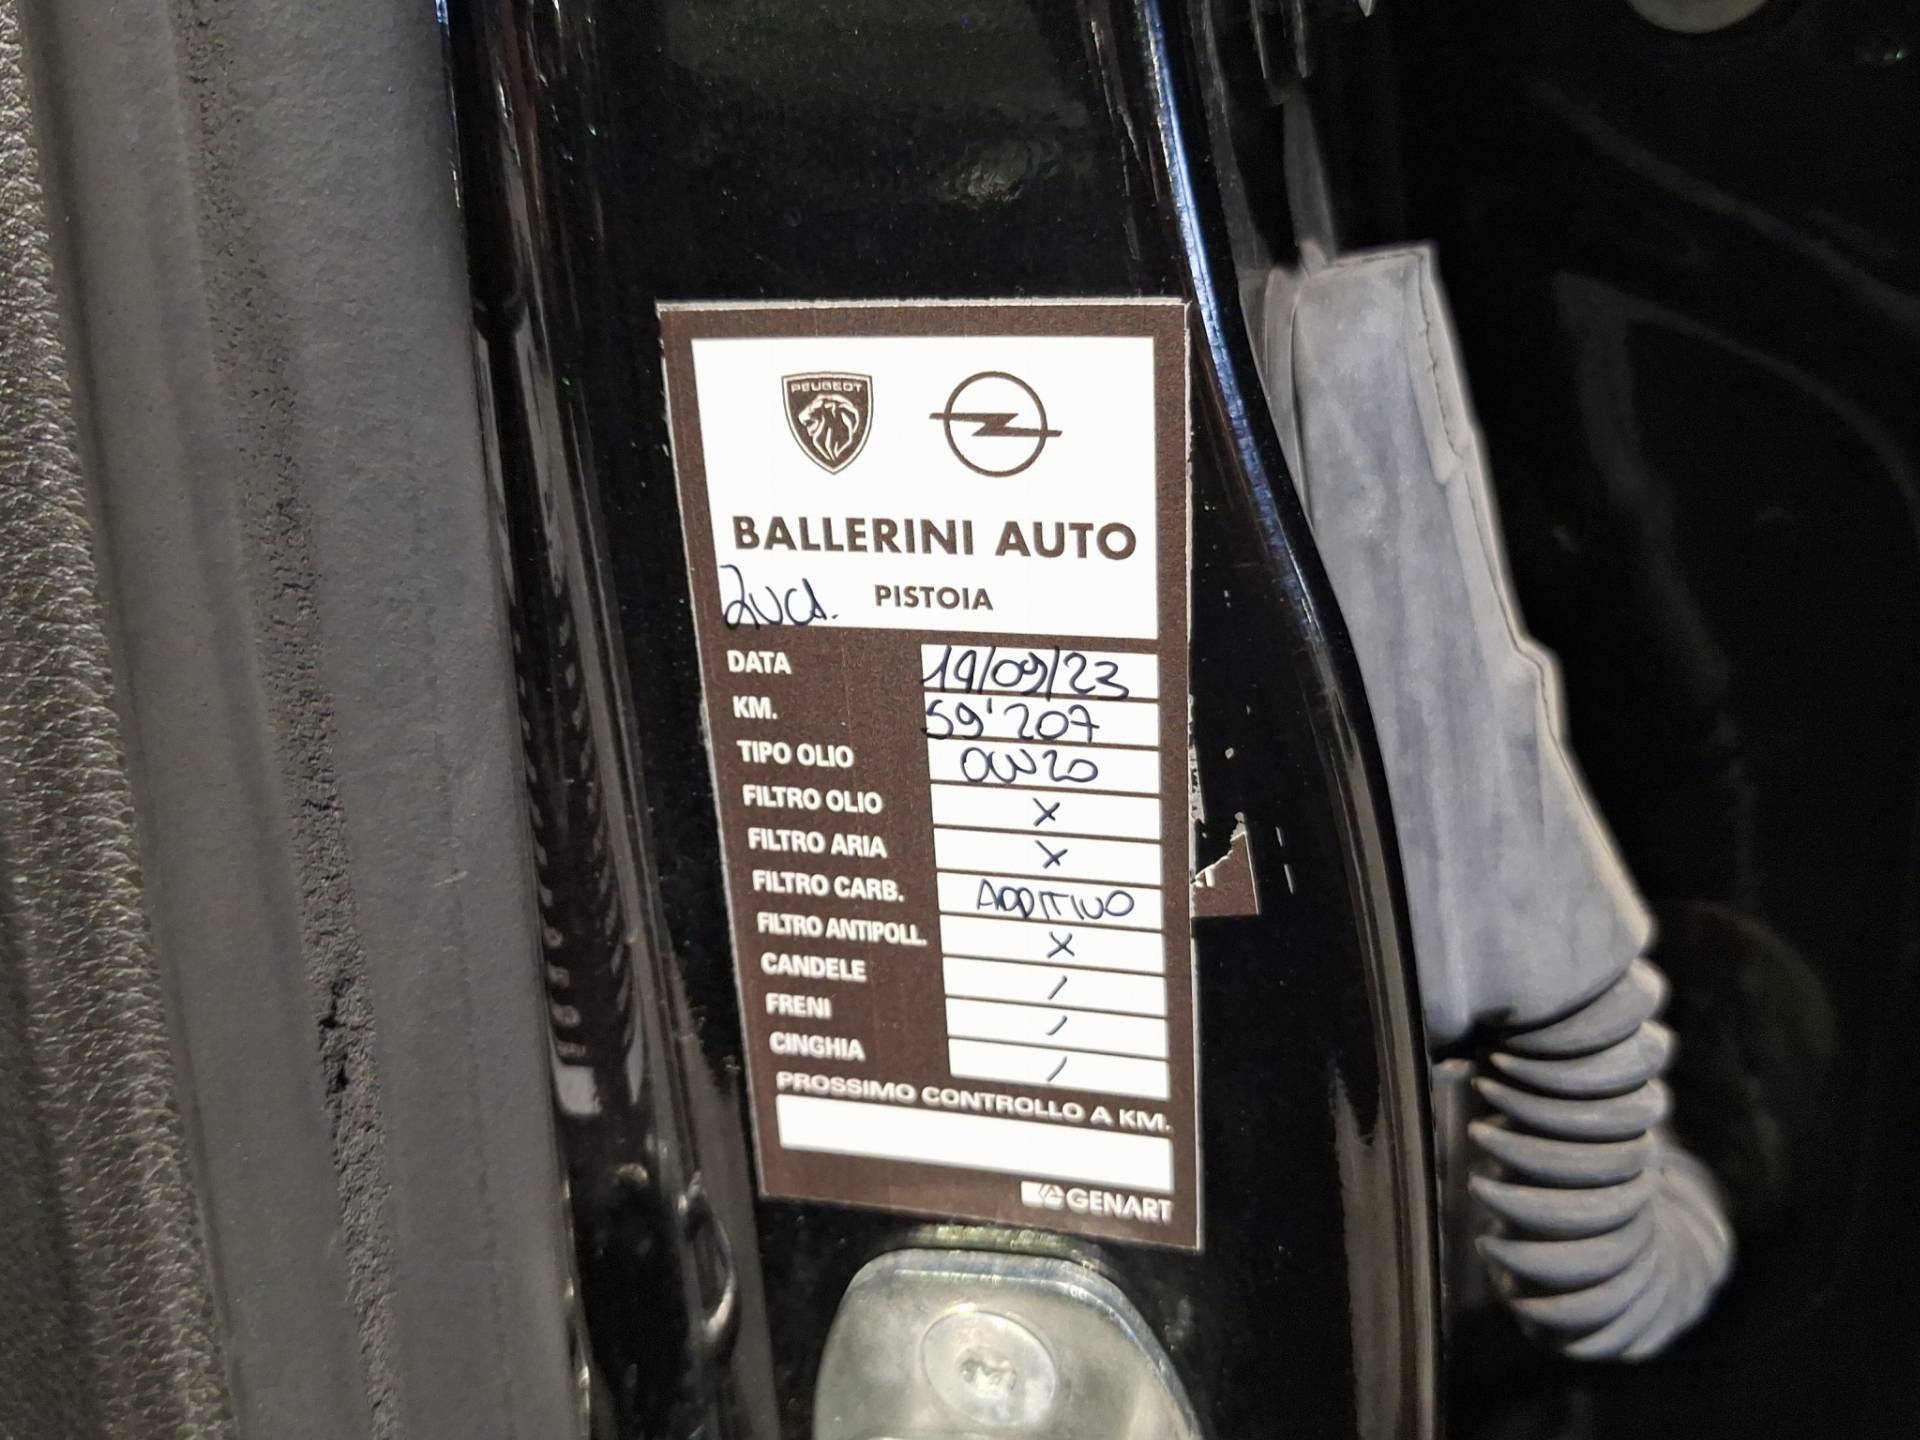 PEUGEOT
BALLERINI AUTO
PISTOIA
DATA 19/09/23
KM. 59'207
TIPO OLIO 0W20
FILTRO OLIO X
FILTRO ARIA X
FILTRO CARB. ADDITIVO
FILTRO ANTIPOLL. X
CANDELE /
FRENI /
CINGHIA /
PROSSIMO CONTROLLO A KM.
GENART